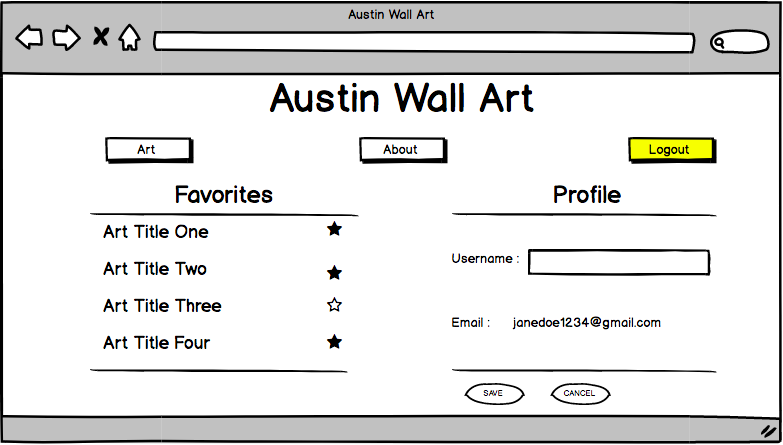 Austin Wall Art
Austin Wall Art
Art
About
Logout
Favorites
Art Title One
Art Title Two
Art Title Three
Art Title Four
Profile
Username :
Email : janedoe1234@gmail.com
SAVE
CANCEL